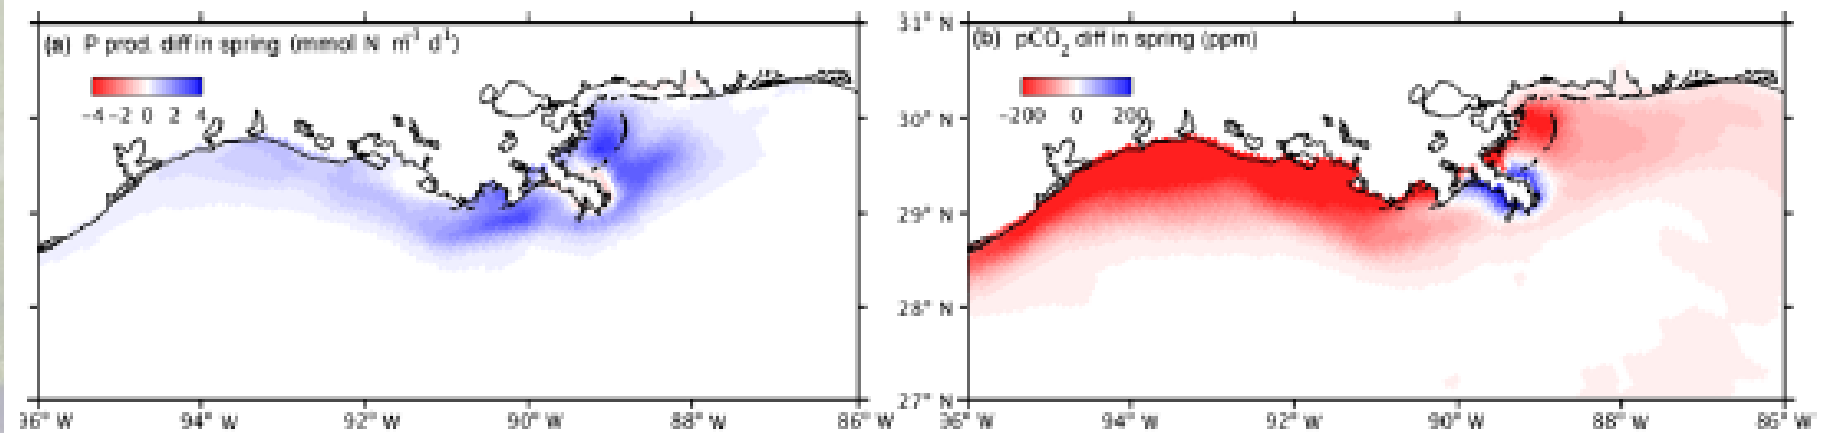 (a) P prod. diff in spring (mmol N m⁻³ d⁻¹)
-4 -2 0 2 4
96° W 94° W 92° W 90° W 88° W 86° W
(b) pCO₂ diff in spring (ppm)
-200 0 200
31° N
30° N
29° N
28° N
27° N
96° W 94° W 92° W 90° W 88° W 86° W